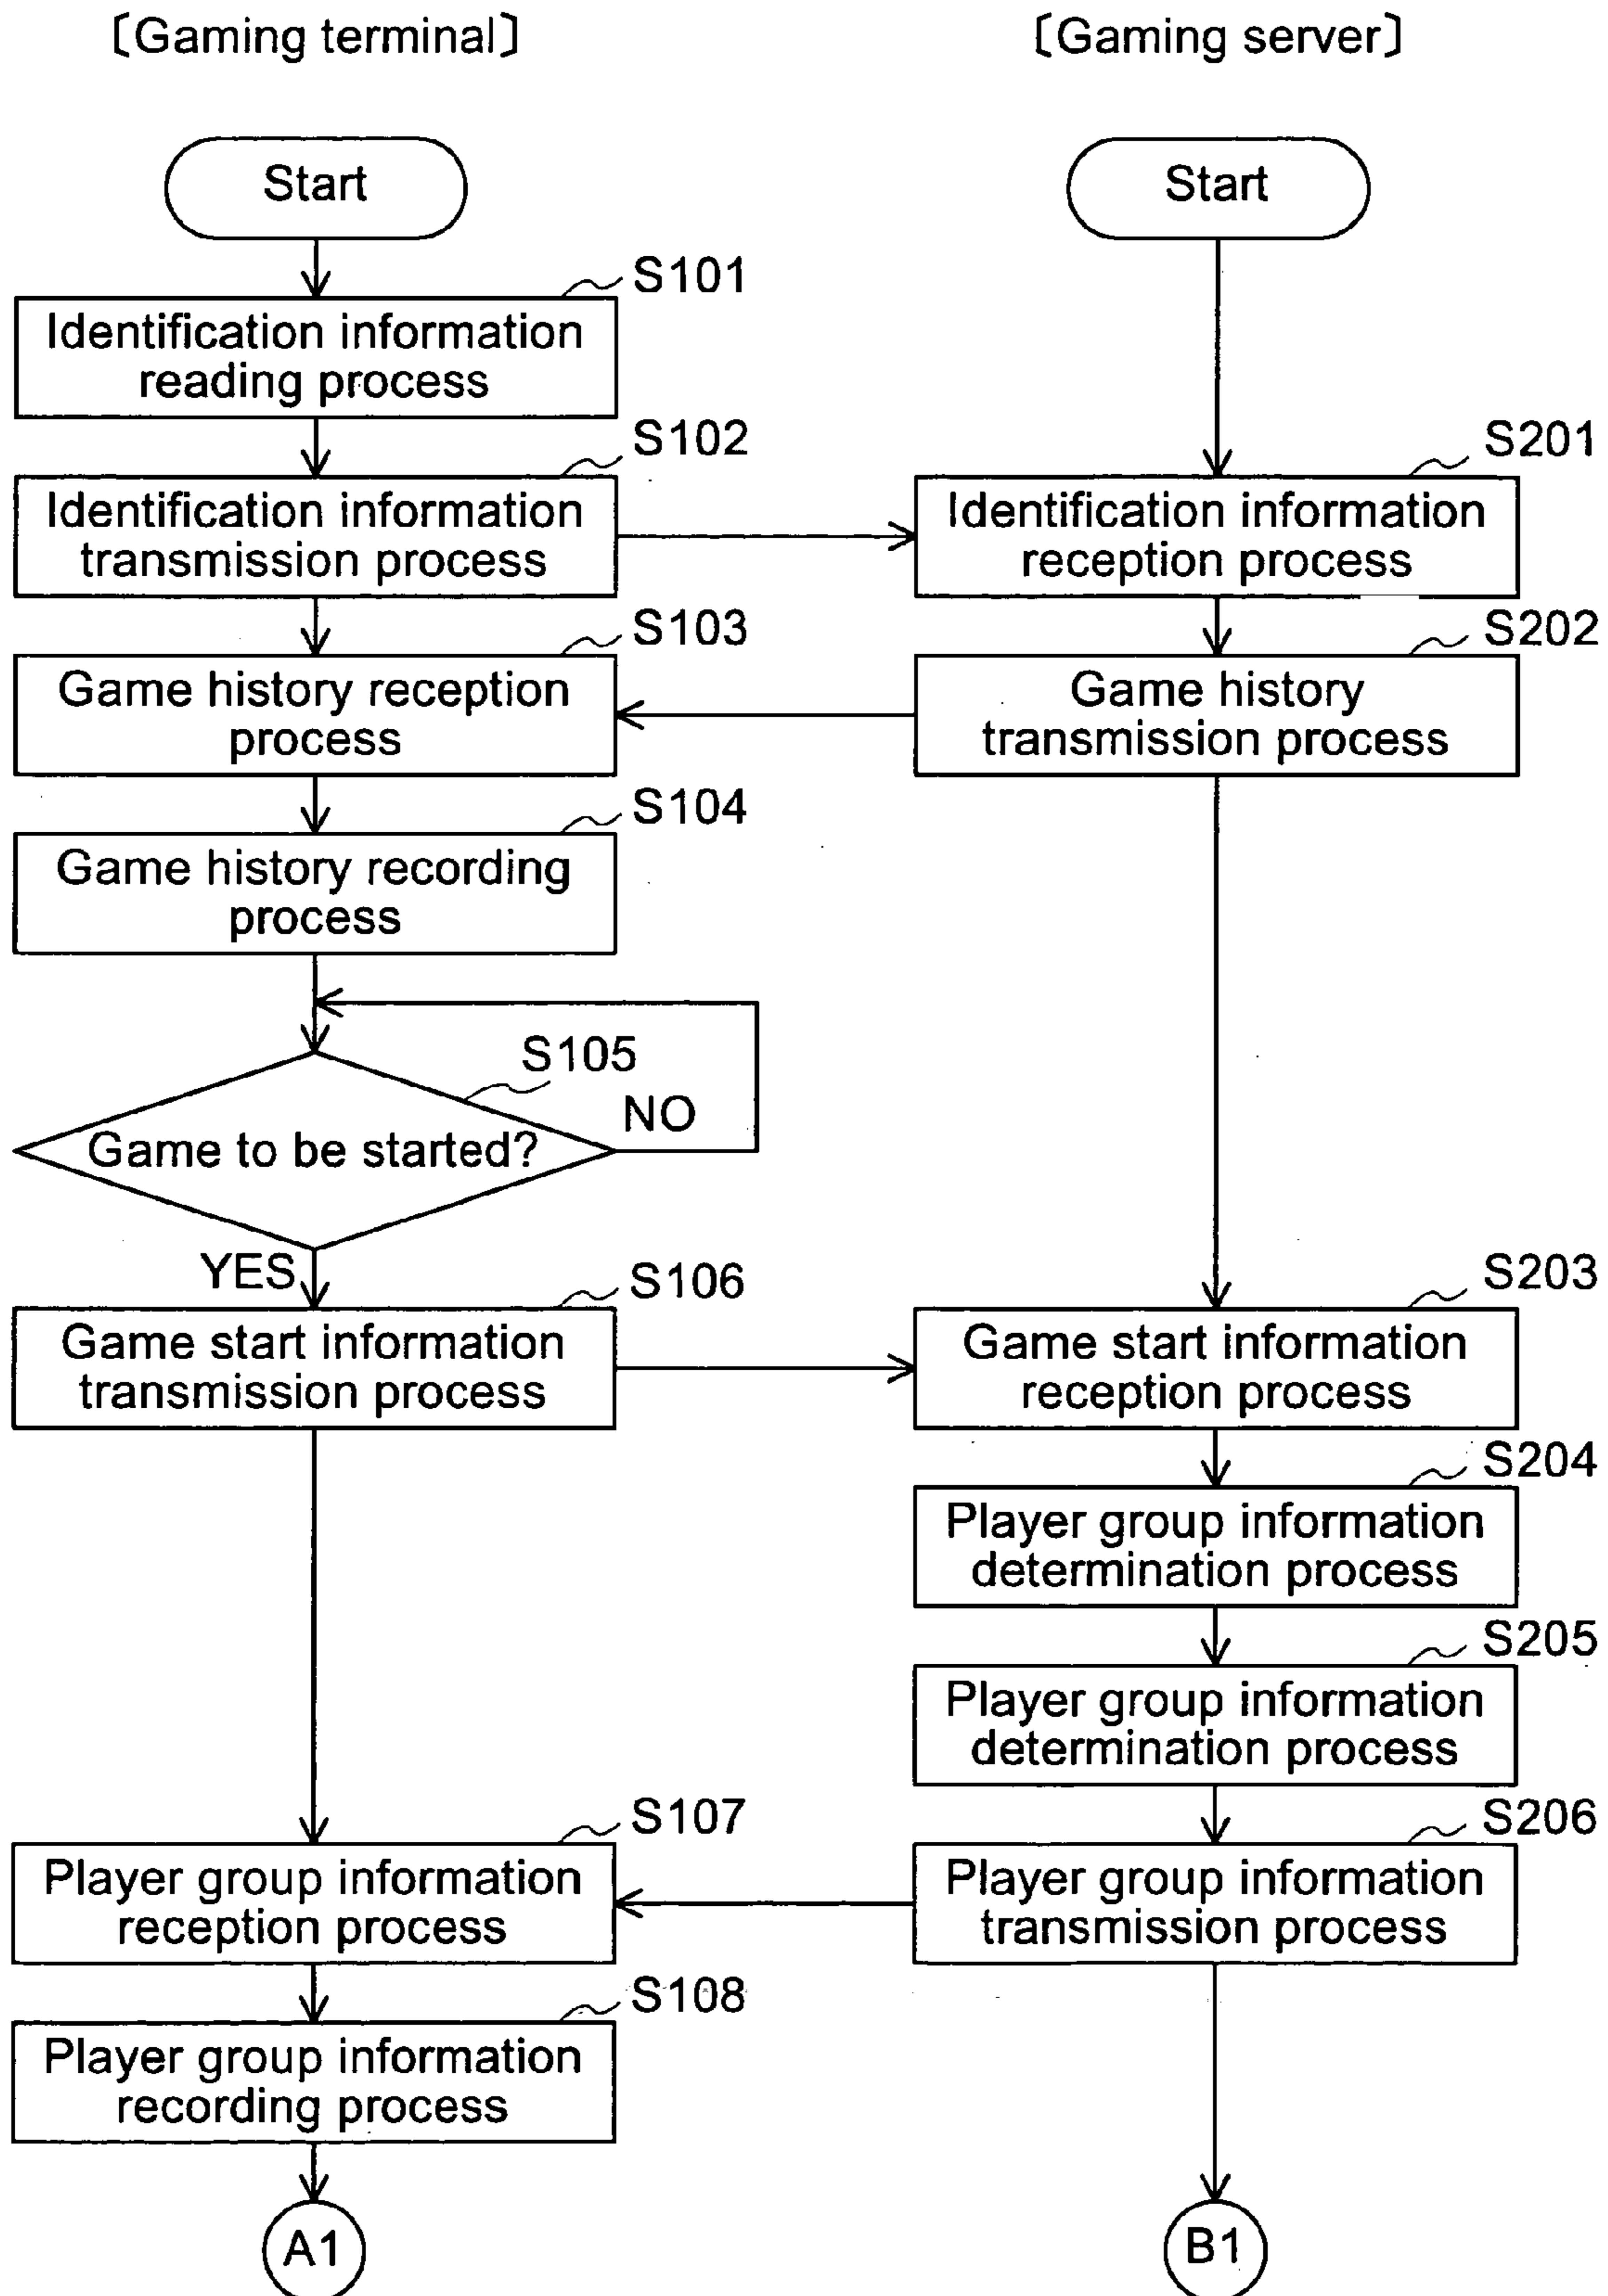 〔Gaming terminal〕
〔Gaming server〕
Start
Start
S101
Identification information
reading process
S102
Identification information
transmission process
S201
Identification information
reception process
S103
Game history reception
process
S202
Game history
transmission process
S104
Game history recording
process
S105
NO
Game to be started?
YES
S106
Game start information
transmission process
S203
Game start information
reception process
S204
Player group information
determination process
S205
Player group information
determination process
S107
Player group information
reception process
S206
Player group information
transmission process
S108
Player group information
recording process
A1
B1